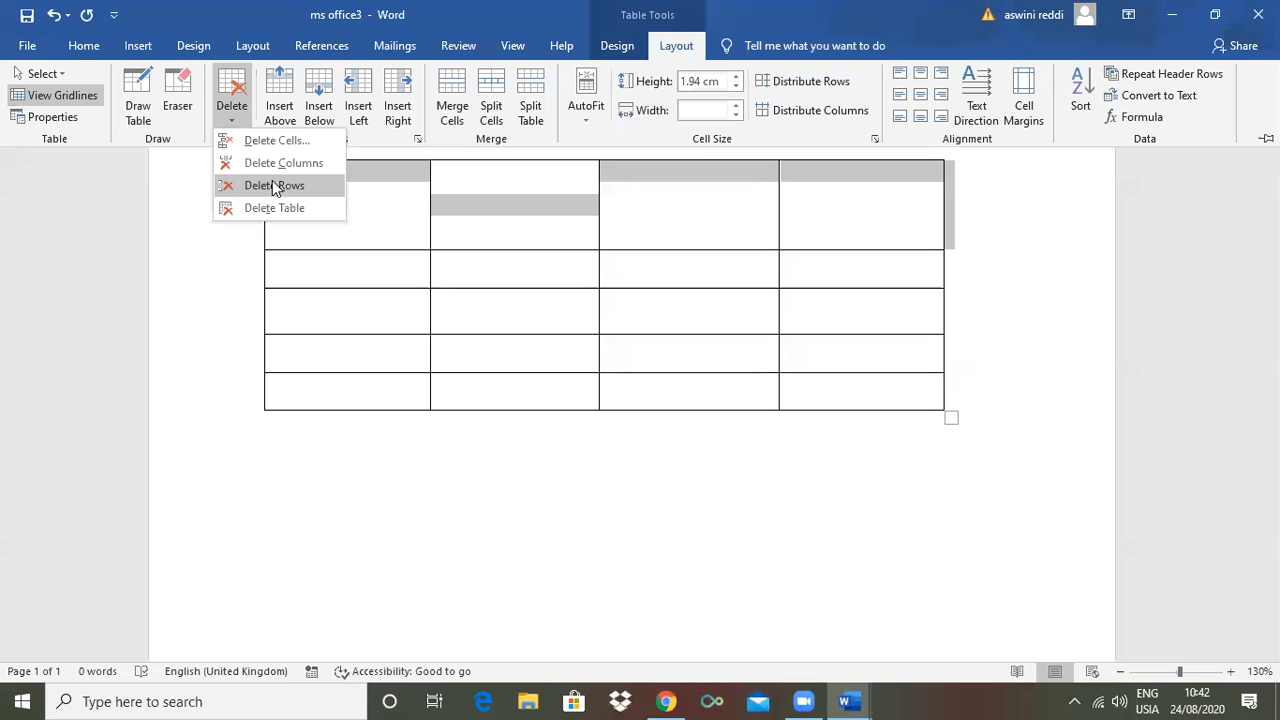 ms office3 - Word
Table Tools
aswini reddi
File Home Insert Design Layout References Mailings Review View Help Design Layout Tell me what you want to do Share
Select
View Gridlines
Properties
Table
Draw Table
Eraser
Draw
Delete
Insert Above
Insert Below
Insert Left
Insert Right
Merge Cells
Split Cells
Split Table
Merge
AutoFit
Height: 1.94 cm
Width:
Distribute Rows
Distribute Columns
Cell Size
Text Direction
Cell Margins
Alignment
Sort
Repeat Header Rows
Convert to Text
Formula
Data
Delete Cells...
Delete Columns
Delete Rows
Delete Table
Page 1 of 1 0 words English (United Kingdom) Accessibility: Good to go 130%
Type here to search
ENG
USIA
10:42
24/08/2020